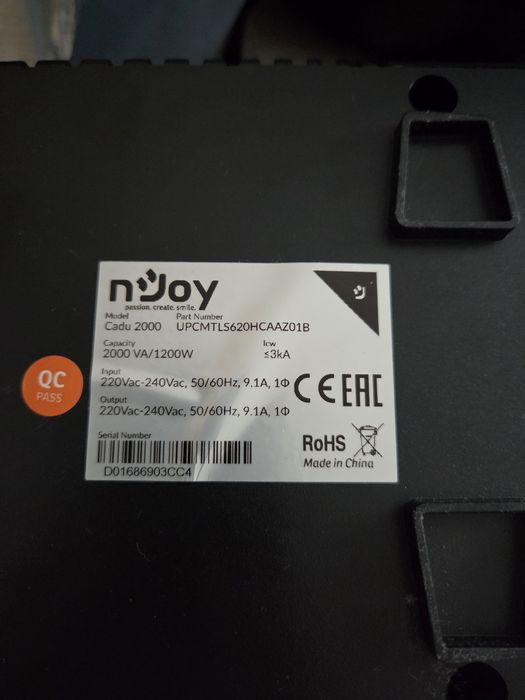 nJoy
passion. create. smile.
Model Part Number
Cadu 2000 UPCMTLS620HCAAZ01B
Capacity Icw
2000 VA/1200W ≤3kA
Input
220Vac-240Vac, 50/60Hz, 9.1A, 1Φ
Output
220Vac-240Vac, 50/60Hz, 9.1A, 1Φ
CE EAC
Serial Number
D01686903CC4
RoHS
Made in China
QC
PASS